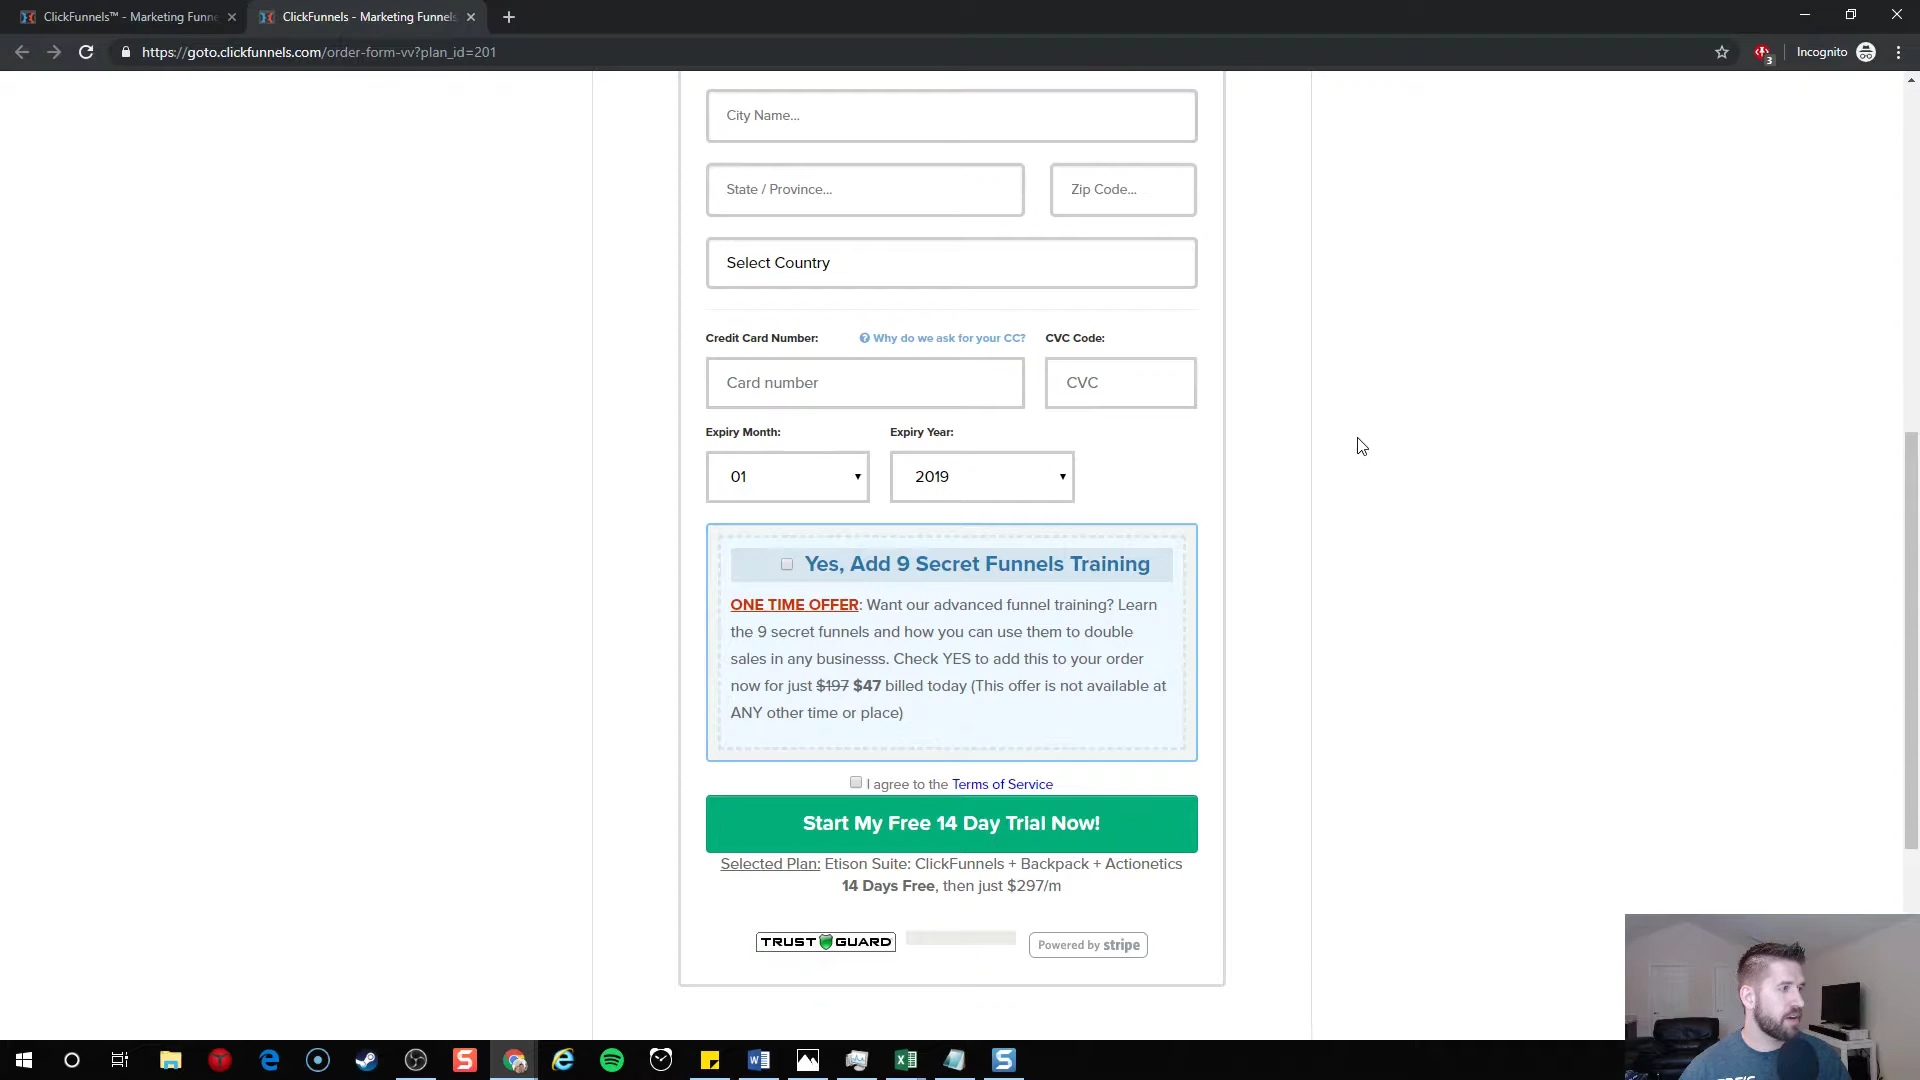 ClickFunnels™ - Marketing Funne
ClickFunnels - Marketing Funnels
https://goto.clickfunnels.com/order-form-vv?plan_id=201
3
Incognito
City Name...
State / Province...
Zip Code...
Select Country
Credit Card Number:
Why do we ask for your CC?
CVC Code:
Card number
CVC
Expiry Month:
Expiry Year:
01
2019
Yes, Add 9 Secret Funnels Training
ONE TIME OFFER: Want our advanced funnel training? Learn
the 9 secret funnels and how you can use them to double
sales in any businesss. Check YES to add this to your order
now for just $197 $47 billed today (This offer is not available at
ANY other time or place)
I agree to the Terms of Service
Start My Free 14 Day Trial Now!
Selected Plan: Etison Suite: ClickFunnels + Backpack + Actionetics
14 Days Free, then just $297/m
TRUST GUARD
Powered by stripe